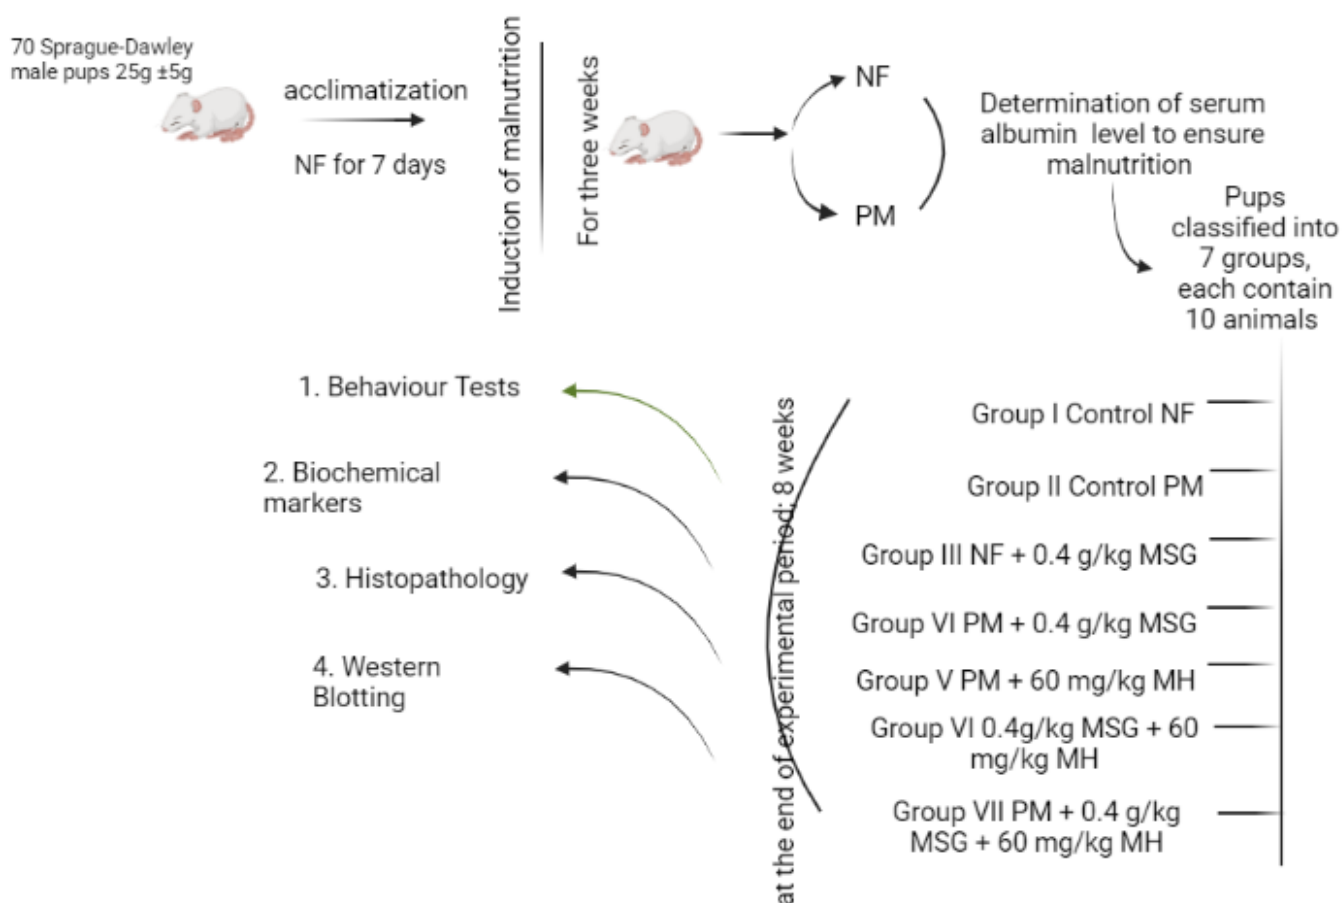 70 Sprague-Dawley
male pups 25g ±5g
acclimatization
NF for 7 days
Induction of malnutrition
For three weeks
NF
PM
Determination of serum
albumin level to ensure
malnutrition
Pups
classified into
7 groups,
each contain
10 animals
Group I Control NF
Group II Control PM
Group III NF + 0.4 g/kg MSG
Group VI PM + 0.4 g/kg MSG
Group V PM + 60 mg/kg MH
Group VI 0.4g/kg MSG + 60
mg/kg MH
Group VII PM + 0.4 g/kg
MSG + 60 mg/kg MH
at the end of experimental period; 8 weeks
1. Behaviour Tests
2. Biochemical
markers
3. Histopathology
4. Western
Blotting